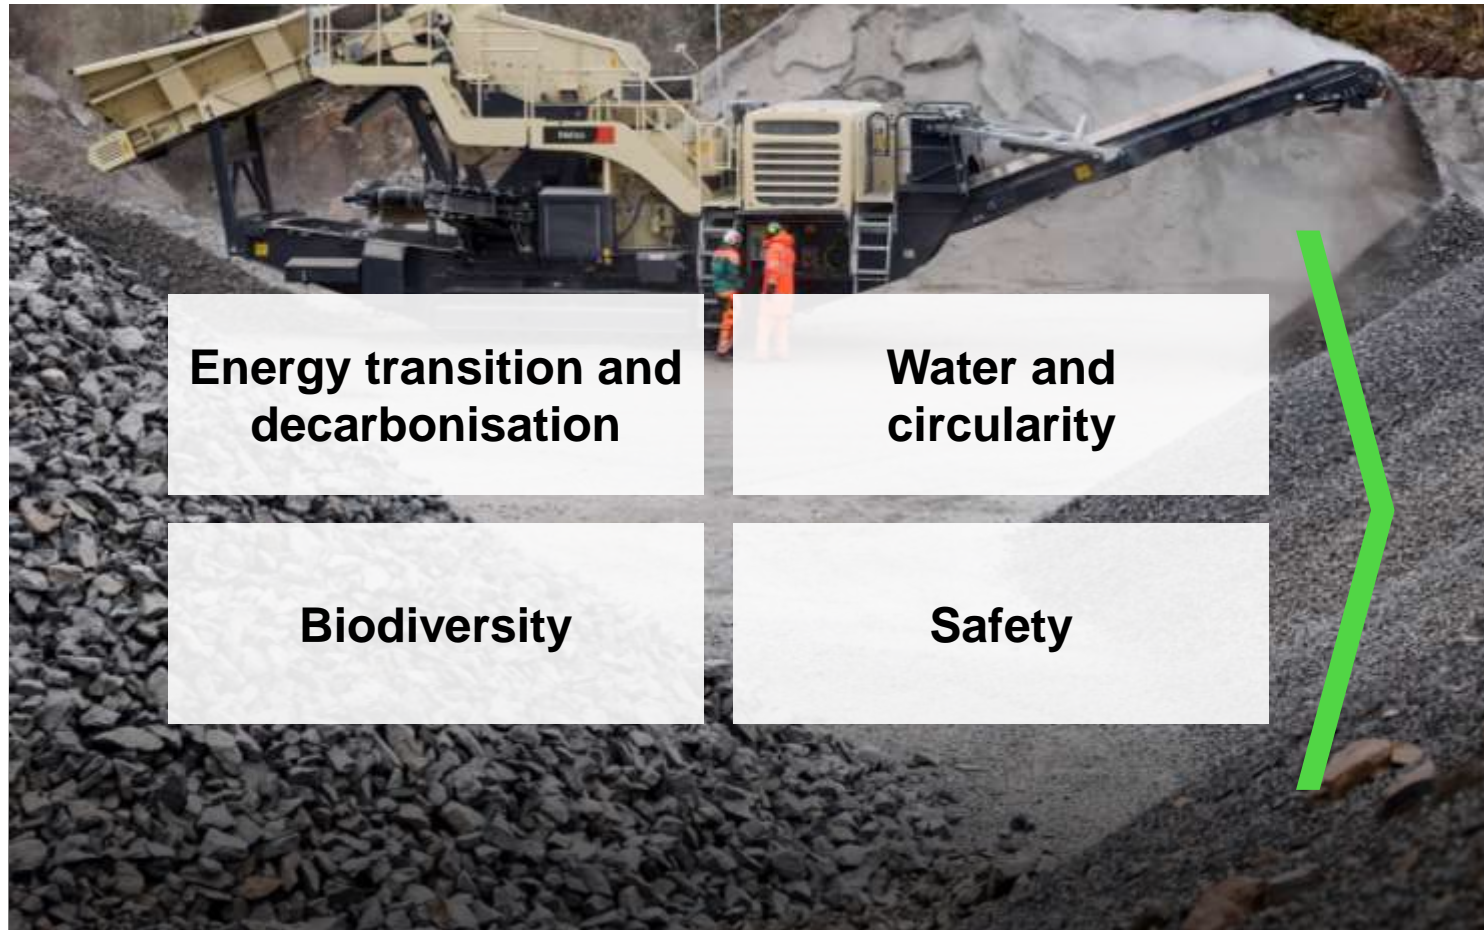 Energy transition and
decarbonisation
Water and
circularity
Biodiversity
Safety